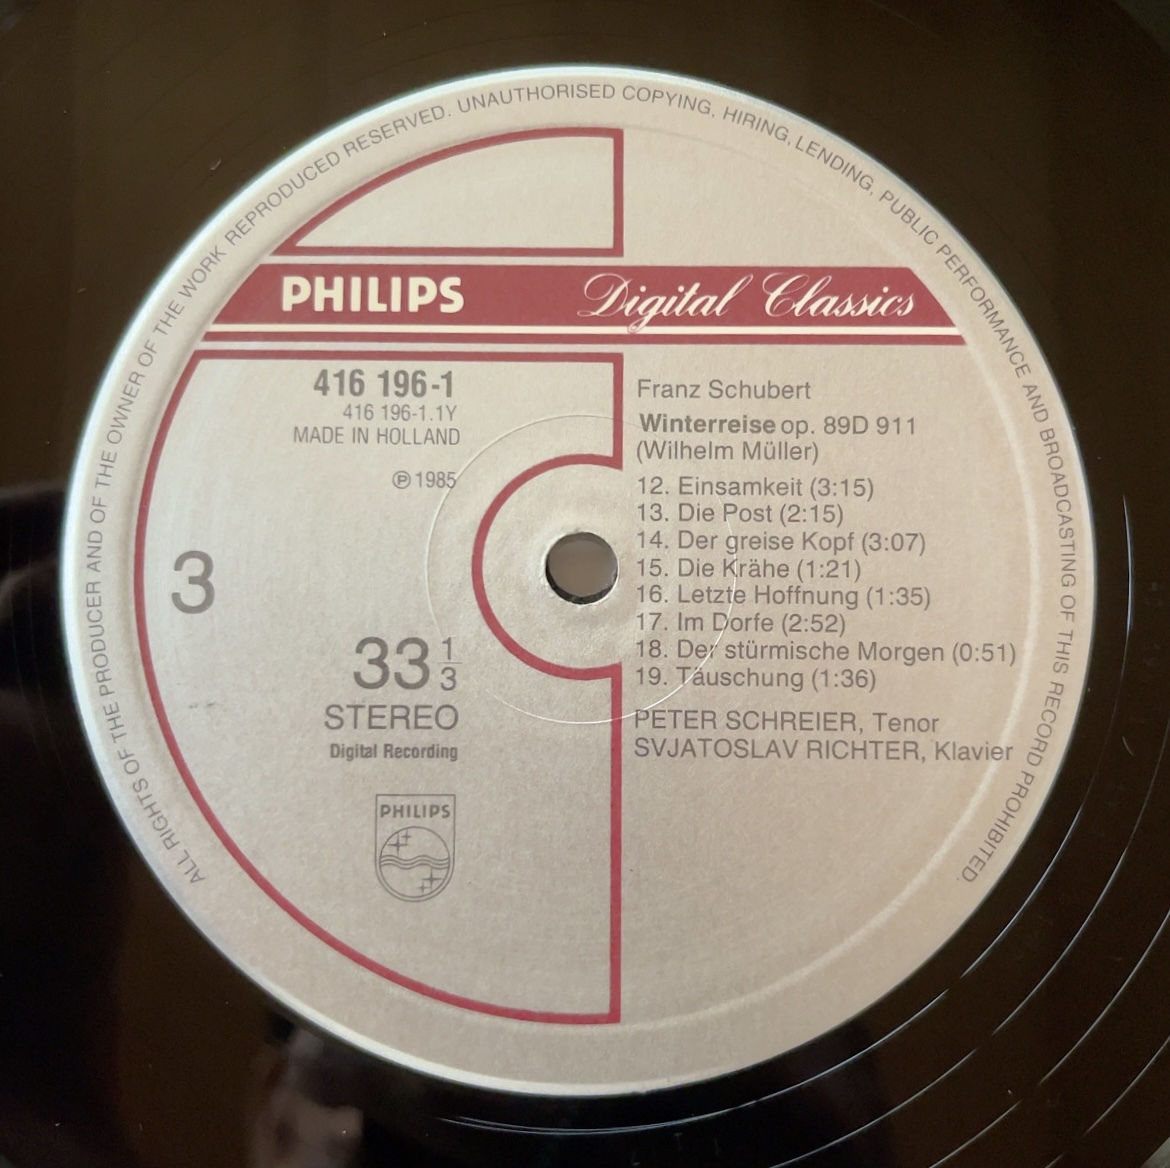 ALL RIGHTS OF THE PRODUCER AND OF THE OWNER OF THE WORK REPRODUCED RESERVED. UNAUTHORISED COPYING, HIRING, LENDING, PUBLIC PERFORMANCE AND BROADCASTING OF THIS RECORD PROHIBITED.
PHILIPS Digital Classics
416 196-1
416 196-1.1Y
MADE IN HOLLAND
℗ 1985
3
33 1/3
STEREO
Digital Recording
PHILIPS
Franz Schubert
Winterreise op. 89D 911
(Wilhelm Müller)
12. Einsamkeit (3:15)
13. Die Post (2:15)
14. Der greise Kopf (3:07)
15. Die Krähe (1:21)
16. Letzte Hoffnung (1:35)
17. Im Dorfe (2:52)
18. Der stürmische Morgen (0:51)
19. Täuschung (1:36)
PETER SCHREIER, Tenor
SVJATOSLAV RICHTER, Klavier